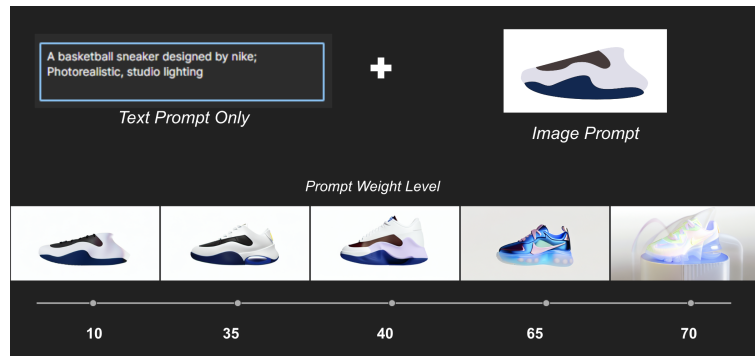 A basketball sneaker designed by nike;
Photorealistic, studio lighting
Text Prompt Only
Image Prompt
Prompt Weight Level
10 35 40 65 70